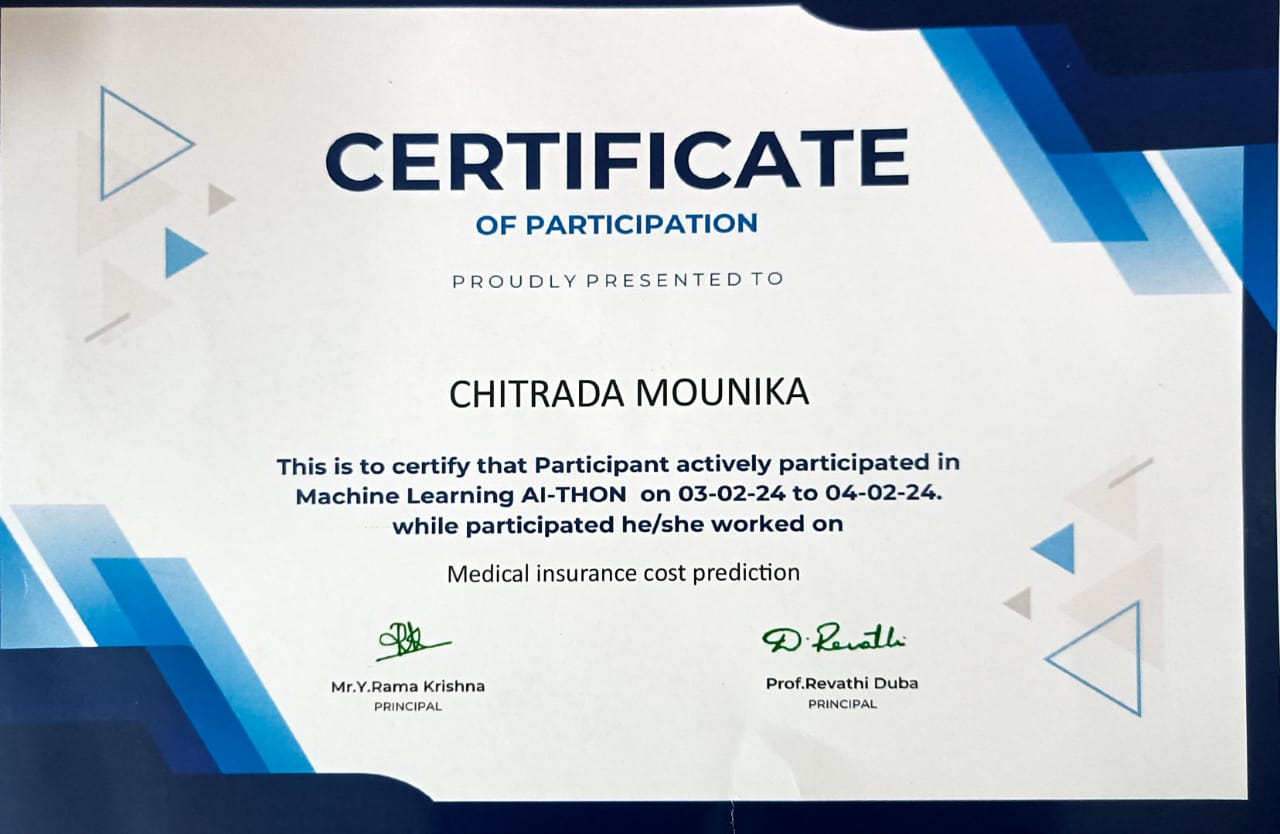 CERTIFICATE
OF PARTICIPATION
PROUDLY PRESENTED TO
CHITRADA MOUNIKA
This is to certify that Participant actively participated in
Machine Learning AI-THON on 03-02-24 to 04-02-24.
while participated he/she worked on
Medical insurance cost prediction
D. Revathi
Mr.Y.Rama Krishna
Prof.Revathi Duba
PRINCIPAL
PRINCIPAL